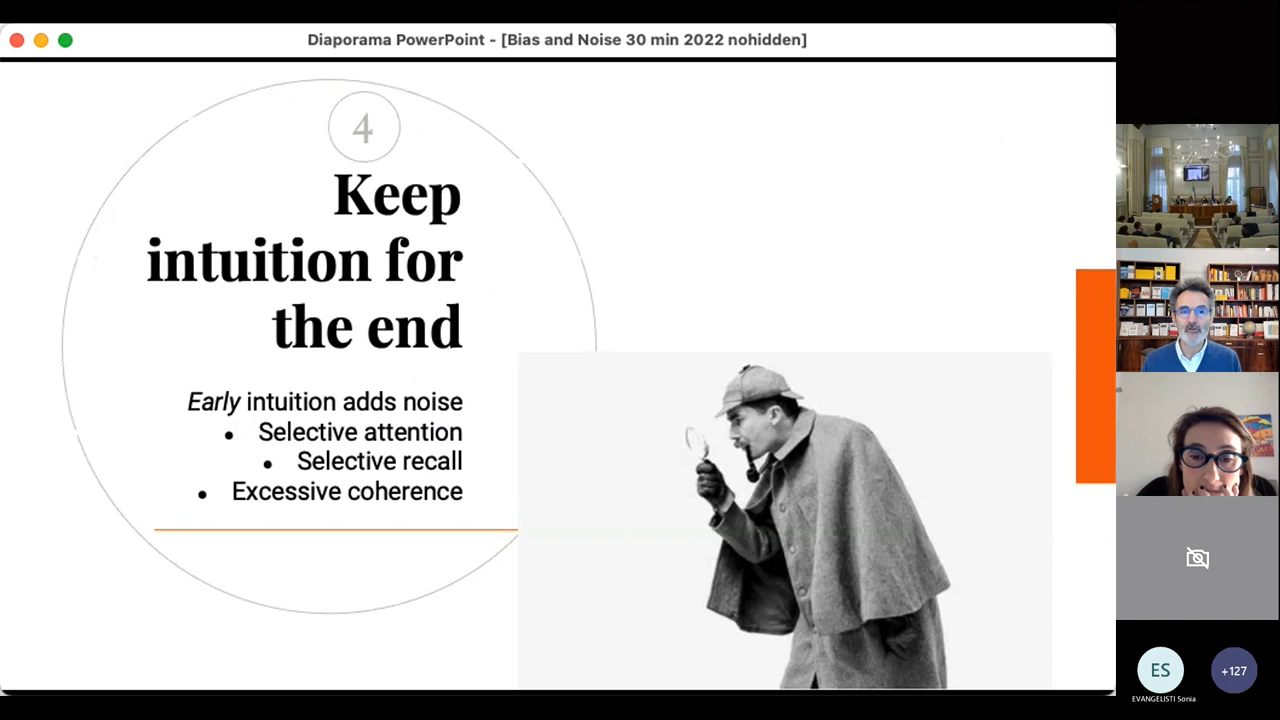 Diaporama PowerPoint - [Bias and Noise 30 min 2022 nohidden]
4
Keep
intuition for
the end
Early intuition adds noise
• Selective attention
• Selective recall
• Excessive coherence
ES
+127
EVANGELISTI Sonia